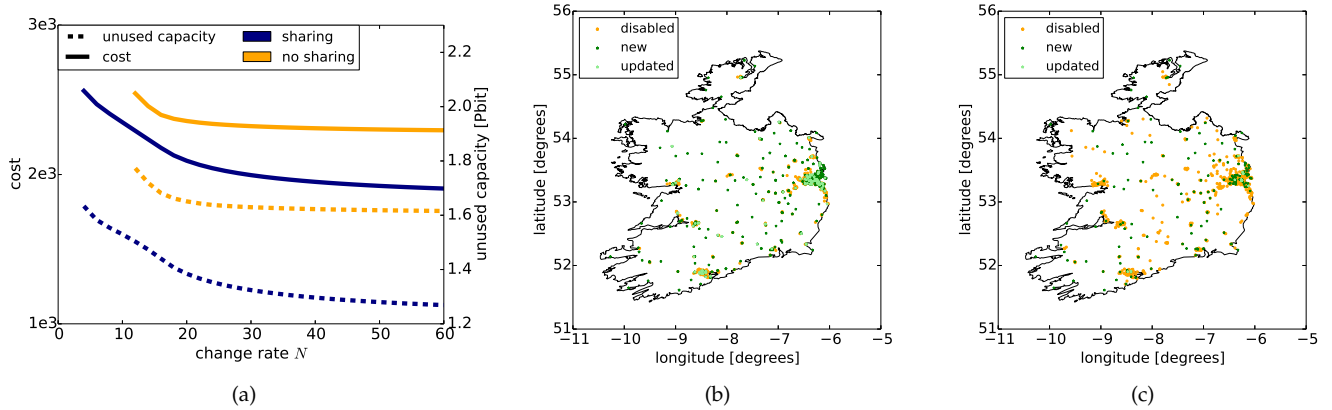 3e3
2e3
1e3
cost
unused capacity
cost
sharing
no sharing
2.2
2.1
2.0
1.8
1.6
1.4
1.2
unused capacity [Pbit]
0 10 20 30 40 50 60
change rate N
(a)
disabled
new
updated
56
55
54
53
52
51
latitude [degrees]
−11 −10 −9 −8 −7 −6 −5
longitude [degrees]
(b)
disabled
new
updated
56
55
54
53
52
51
latitude [degrees]
−11 −10 −9 −8 −7 −6 −5
longitude [degrees]
(c)